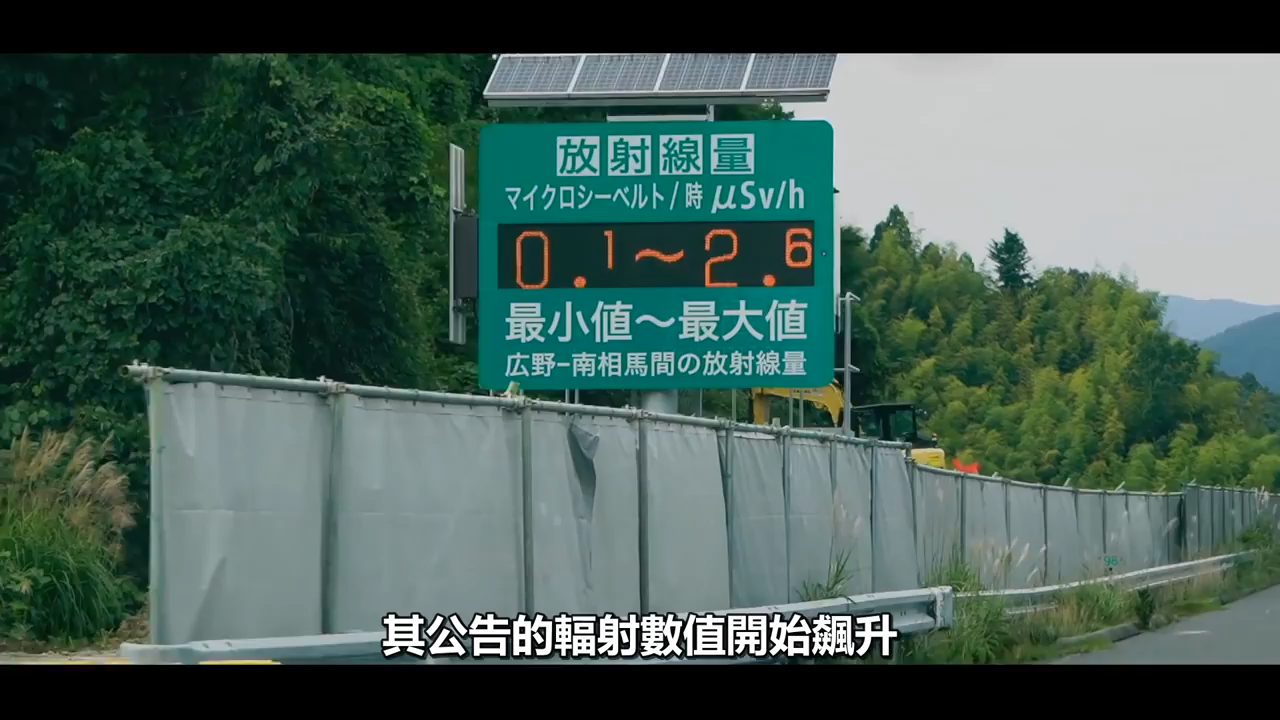 放射線量
マイクロシーベルト/時 μSv/h
0.1～2.6
最小値～最大値
広野-南相馬間の放射線量
98
其公告的輻射數值開始飆升